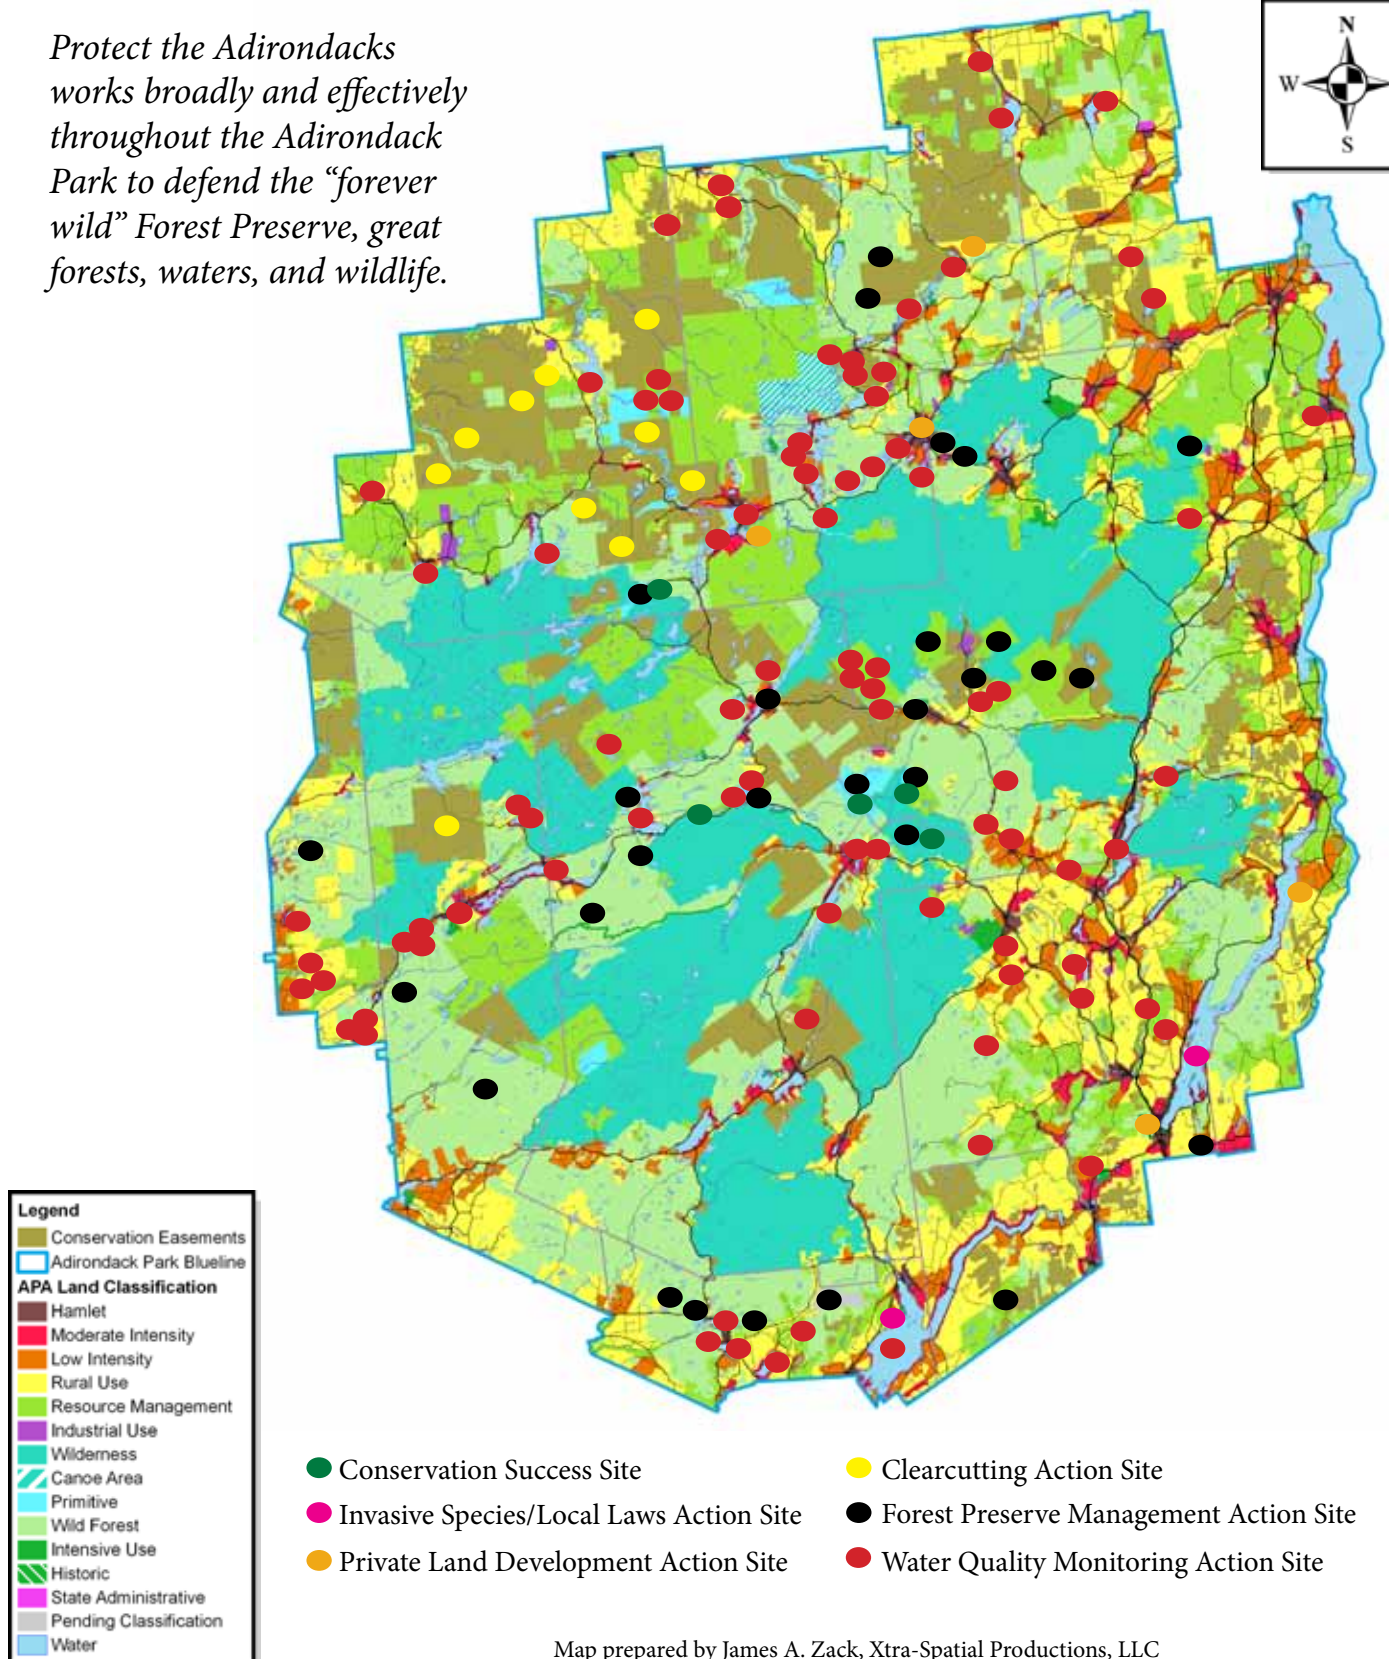 Protect the Adirondacks
works broadly and effectively
throughout the Adirondack
Park to defend the “forever
wild” Forest Preserve, great
forests, waters, and wildlife.
N
W
S
Legend
Conservation Easements
Adirondack Park Blueline
APA Land Classification
Hamlet
Moderate Intensity
Low Intensity
Rural Use
Resource Management
Industrial Use
Wilderness
Canoe Area
Primitive
Wild Forest
Intensive Use
Historic
State Administrative
Pending Classification
Water
Conservation Success Site
Invasive Species/Local Laws Action Site
Private Land Development Action Site
Clearcutting Action Site
Forest Preserve Management Action Site
Water Quality Monitoring Action Site
Map prepared by James A. Zack, Xtra-Spatial Productions, LLC